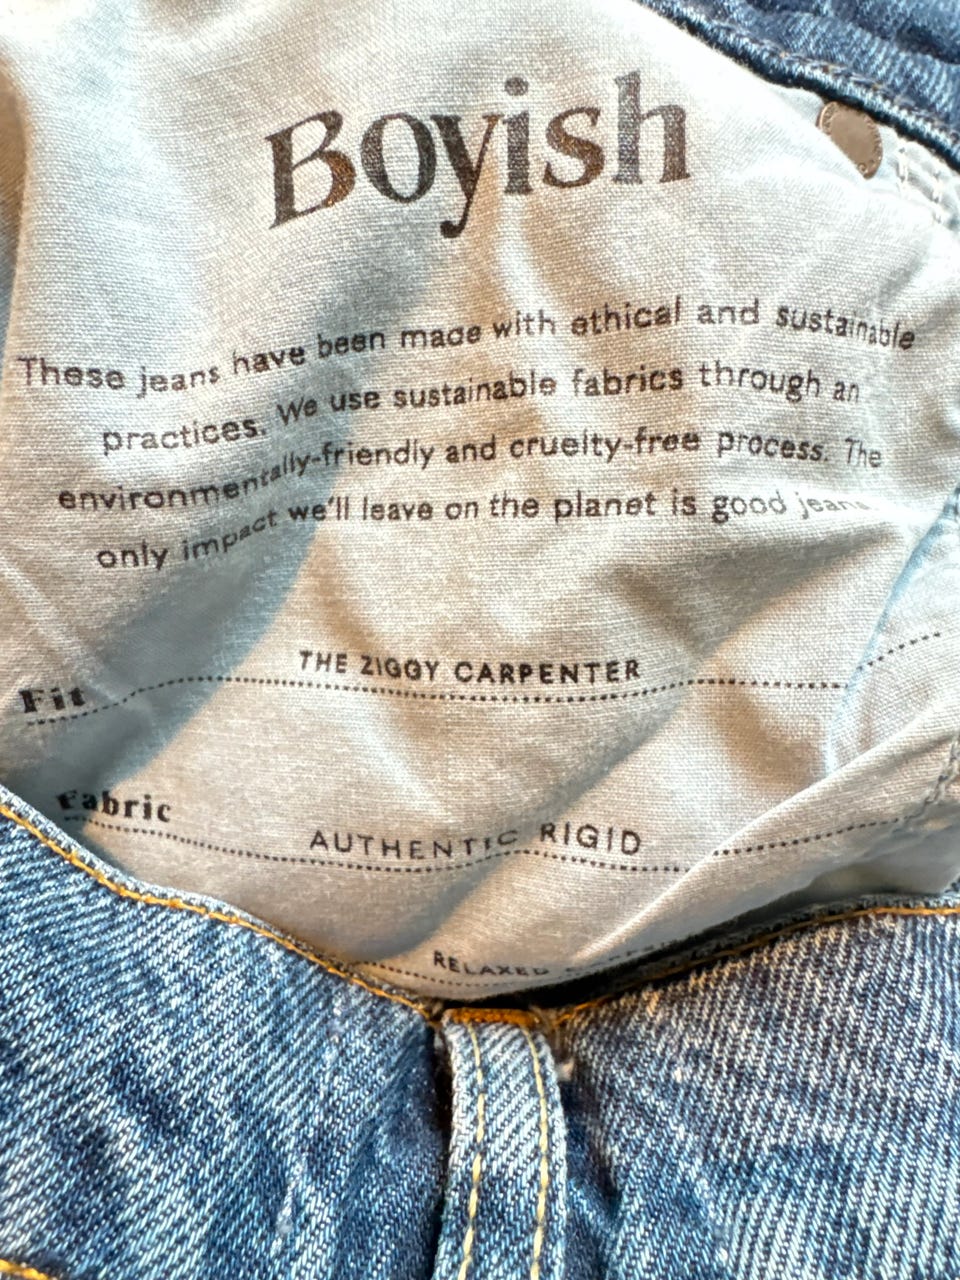 Boyish
These jeans have been made with ethical and sustainable
practices. We use sustainable fabrics through an
environmentally-friendly and cruelty-free process. The
only impact we'll leave on the planet is good jeans.
THE ZIGGY CARPENTER
Fit
Fabric
AUTHENTIC RIGID
RELAXED